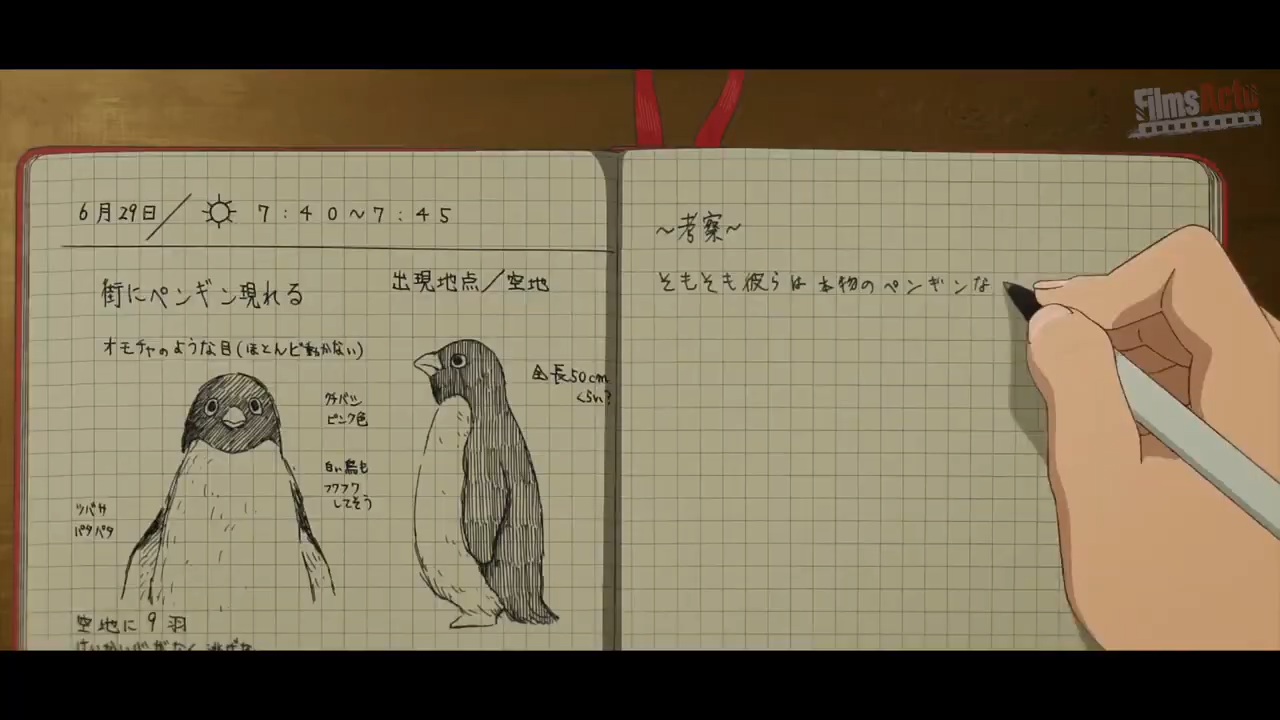 FilmsActu
6月29日/ 7:40〜7:45
街にペンギン現れる
出現地点/空地
オモチャのような目(ほとんど動かない)
全長50cm
くらい?
クチバシ
ピンク色
白い鳥も
フワフワ
してそう
ツバサ
パタパタ
空地に9羽
〜考察〜
そもそも彼らは本物のペンギンな